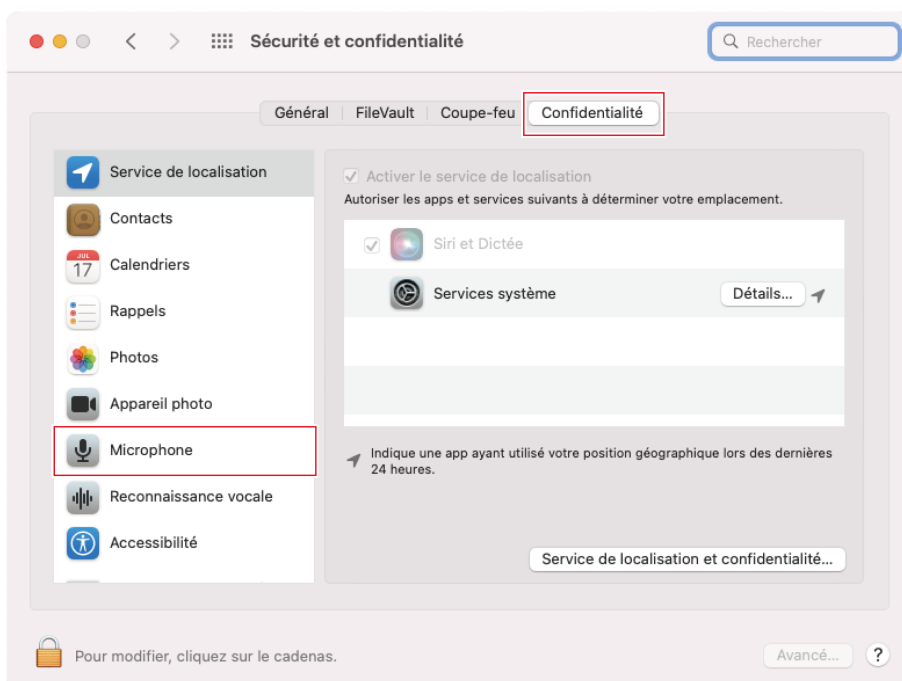 Sécurité et confidentialité
Rechercher
Général
FileVault
Coupe-feu
Confidentialité
Service de localisation
Contacts
JUL
17
Calendriers
Rappels
Photos
Appareil photo
Microphone
Reconnaissance vocale
Accessibilité
Activer le service de localisation
Autoriser les apps et services suivants à déterminer votre emplacement.
Siri et Dictée
Services système
Détails...
Indique une app ayant utilisé votre position géographique lors des dernières
24 heures.
Service de localisation et confidentialité...
Pour modifier, cliquez sur le cadenas.
Avancé...
?